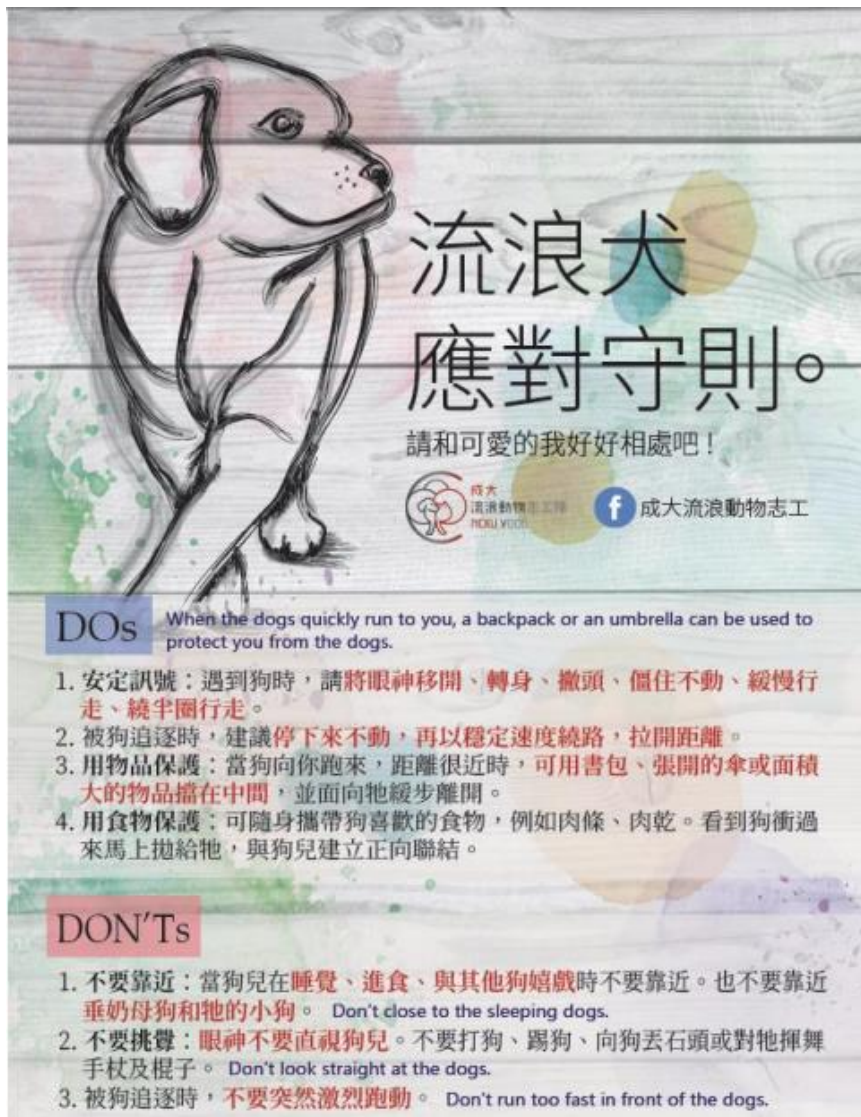 流浪犬
應對守則。
請和可愛的我好好相處吧！
成大
流浪動物志工隊
NCKU
成大流浪動物志工
DOs
When the dogs quickly run to you, a backpack or an umbrella can be used to
protect you from the dogs.
1. 安定訊號：遇到狗時，請將眼神移開、轉身、撇頭、僵住不動、緩慢行
走、繞半圈行走。
2. 被狗追逐時，建議停下來不動，再以穩定速度繞路，拉開距離。
3. 用物品保護：當狗向你跑來，距離很近時，可用書包、張開的傘或面積
大的物品擋在中間，並面向牠緩步離開。
4. 用食物保護：可隨身攜帶狗喜歡的食物，例如肉條、肉乾。看到狗衝過
來馬上拋給牠，與狗兒建立正向聯結。
DON'Ts
1. 不要靠近：當狗兒在睡覺、進食、與其他狗嬉戲時不要靠近。也不要靠近
垂奶母狗和牠的小狗。 Don't close to the sleeping dogs.
2. 不要挑釁：眼神不要直視狗兒。不要打狗、踢狗、向狗丟石頭或對牠揮舞
手杖及棍子。 Don't look straight at the dogs.
3. 被狗追逐時，不要突然激烈跑動。 Don't run too fast in front of the dogs.